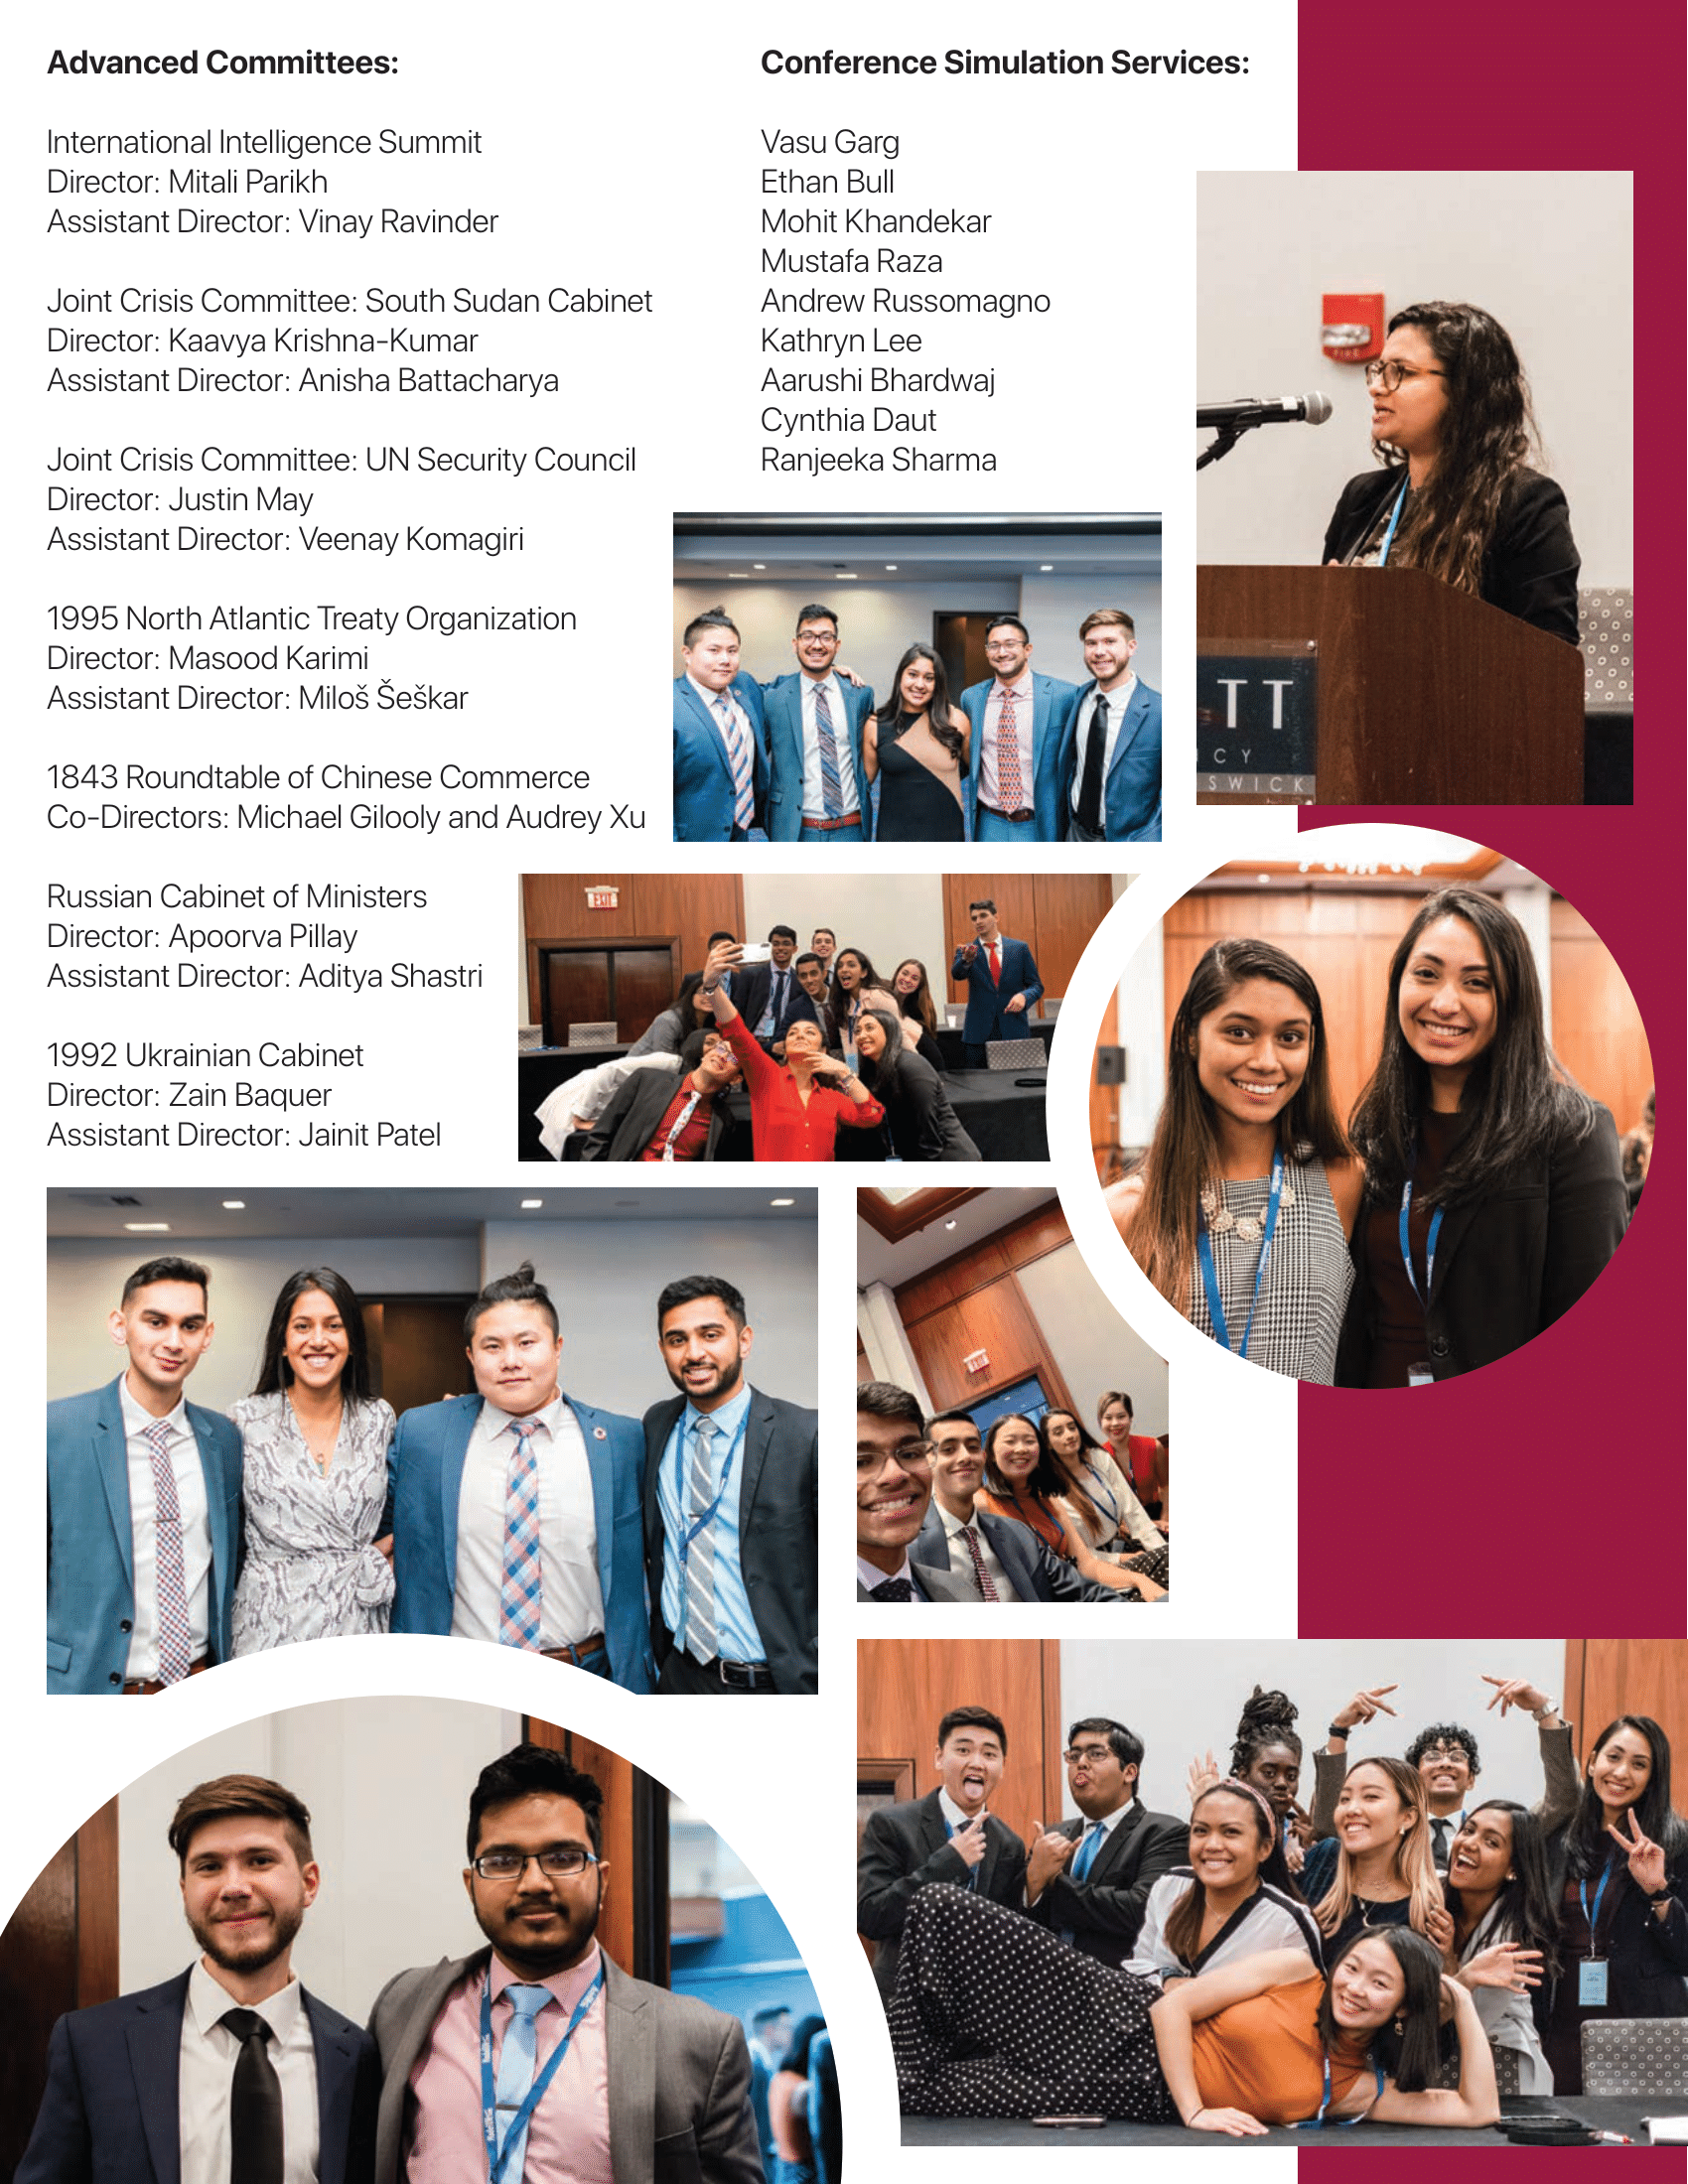 Advanced Committees:
International Intelligence Summit
Director: Mitali Parikh
Assistant Director: Vinay Ravinder
Joint Crisis Committee: South Sudan Cabinet
Director: Kaavya Krishna-Kumar
Assistant Director: Anisha Battacharya
Joint Crisis Committee: UN Security Council
Director: Justin May
Assistant Director: Veenay Komagiri
1995 North Atlantic Treaty Organization
Director: Masood Karimi
Assistant Director: Miloš Šeškar
1843 Roundtable of Chinese Commerce
Co-Directors: Michael Gilooly and Audrey Xu
Russian Cabinet of Ministers
Director: Apoorva Pillay
Assistant Director: Aditya Shastri
1992 Ukrainian Cabinet
Director: Zain Baquer
Assistant Director: Jainit Patel
Conference Simulation Services:
Vasu Garg
Ethan Bull
Mohit Khandekar
Mustafa Raza
Andrew Russomagno
Kathryn Lee
Aarushi Bhardwaj
Cynthia Daut
Ranjeeka Sharma
FIRE
TT
NCY
SWICK
EXIT
EXIT